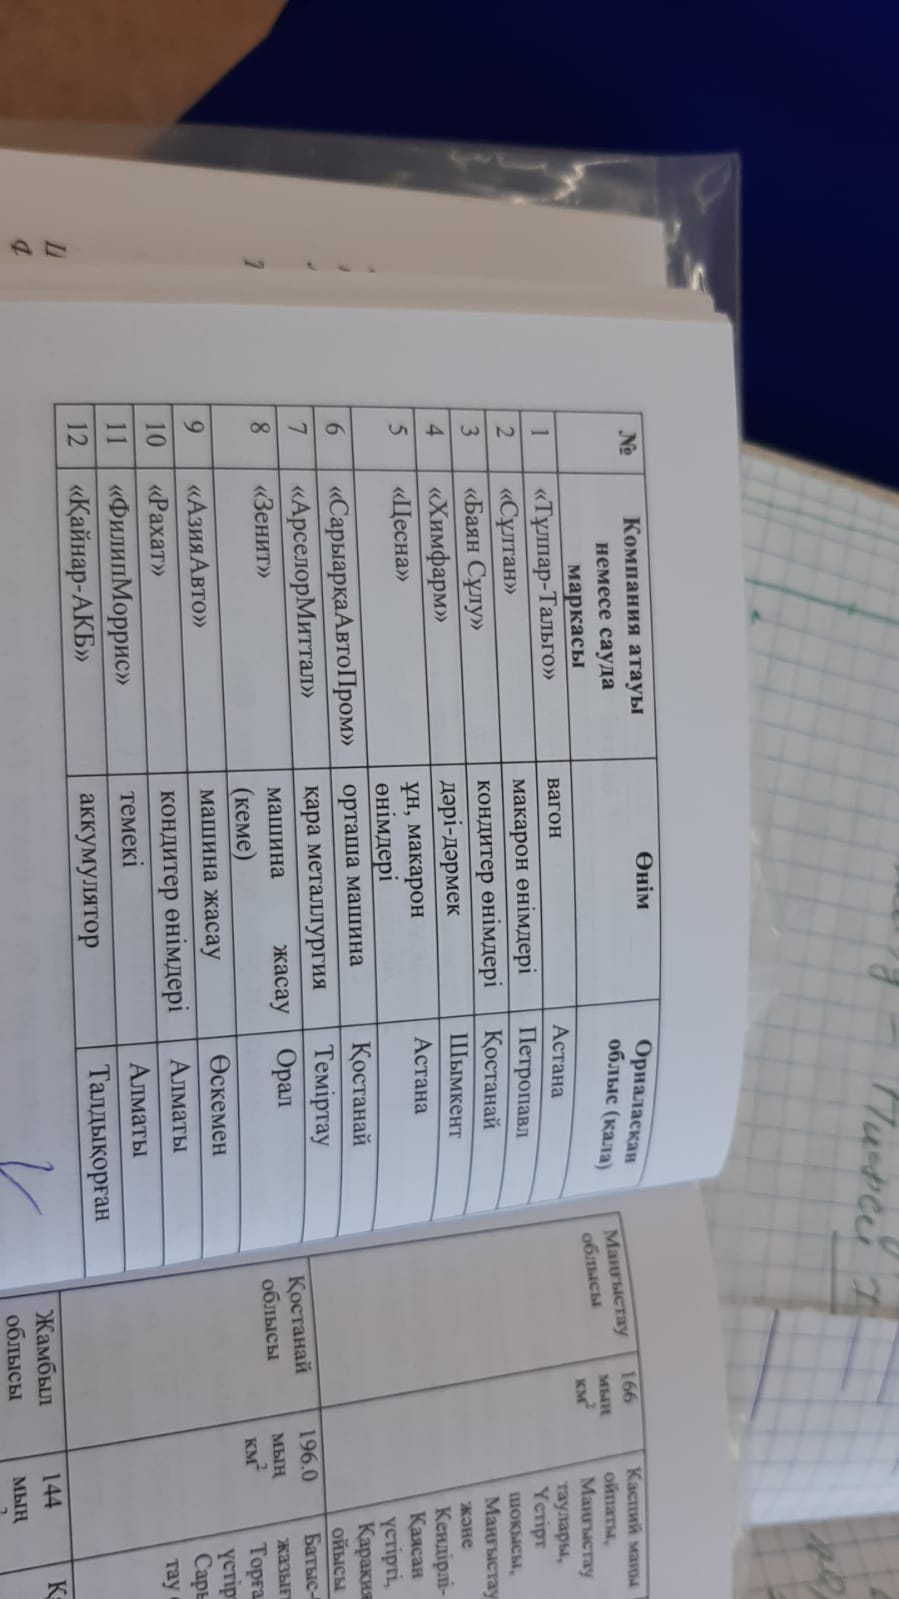 № Компания атауы Өнім Орналасқан
немесе сауда облыс (қала)
маркасы
1 «Тұлпар-Тальго» вагон Астана
2 «Сұлтан» макарон өнімдері Петропавл
3 «Баян Сұлу» кондитер өнімдері Қостанай
4 «Химфарм» дәрі-дәрмек Шымкент
5 «Цесна» ұн, макарон Астана
өнімдері
6 «СарыарқаАвтоПром» орташа машина Қостанай
7 «АрселорМиттал» қара металлургия Теміртау
8 «Зенит» машина жасау Орал
(кеме)
9 «АзияАвто» машина жасау Өскемен
10 «Рахат» кондитер өнімдері Алматы
11 «ФилипМоррис» темекі Алматы
12 «Қайнар-АКБ» аккумулятор Талдықорған
Маңғыстау
облысы
166
мың
км²
Каспий маңы
ойпаты,
Маңғыстау
таулары,
Үстірт
шоқысы,
Маңғыстау
және
Кендірлі-
Қаясан
үстірті,
ойысы
Қостанай
облысы
196.0
мың
км²
Жамбыл
облысы
144
мың